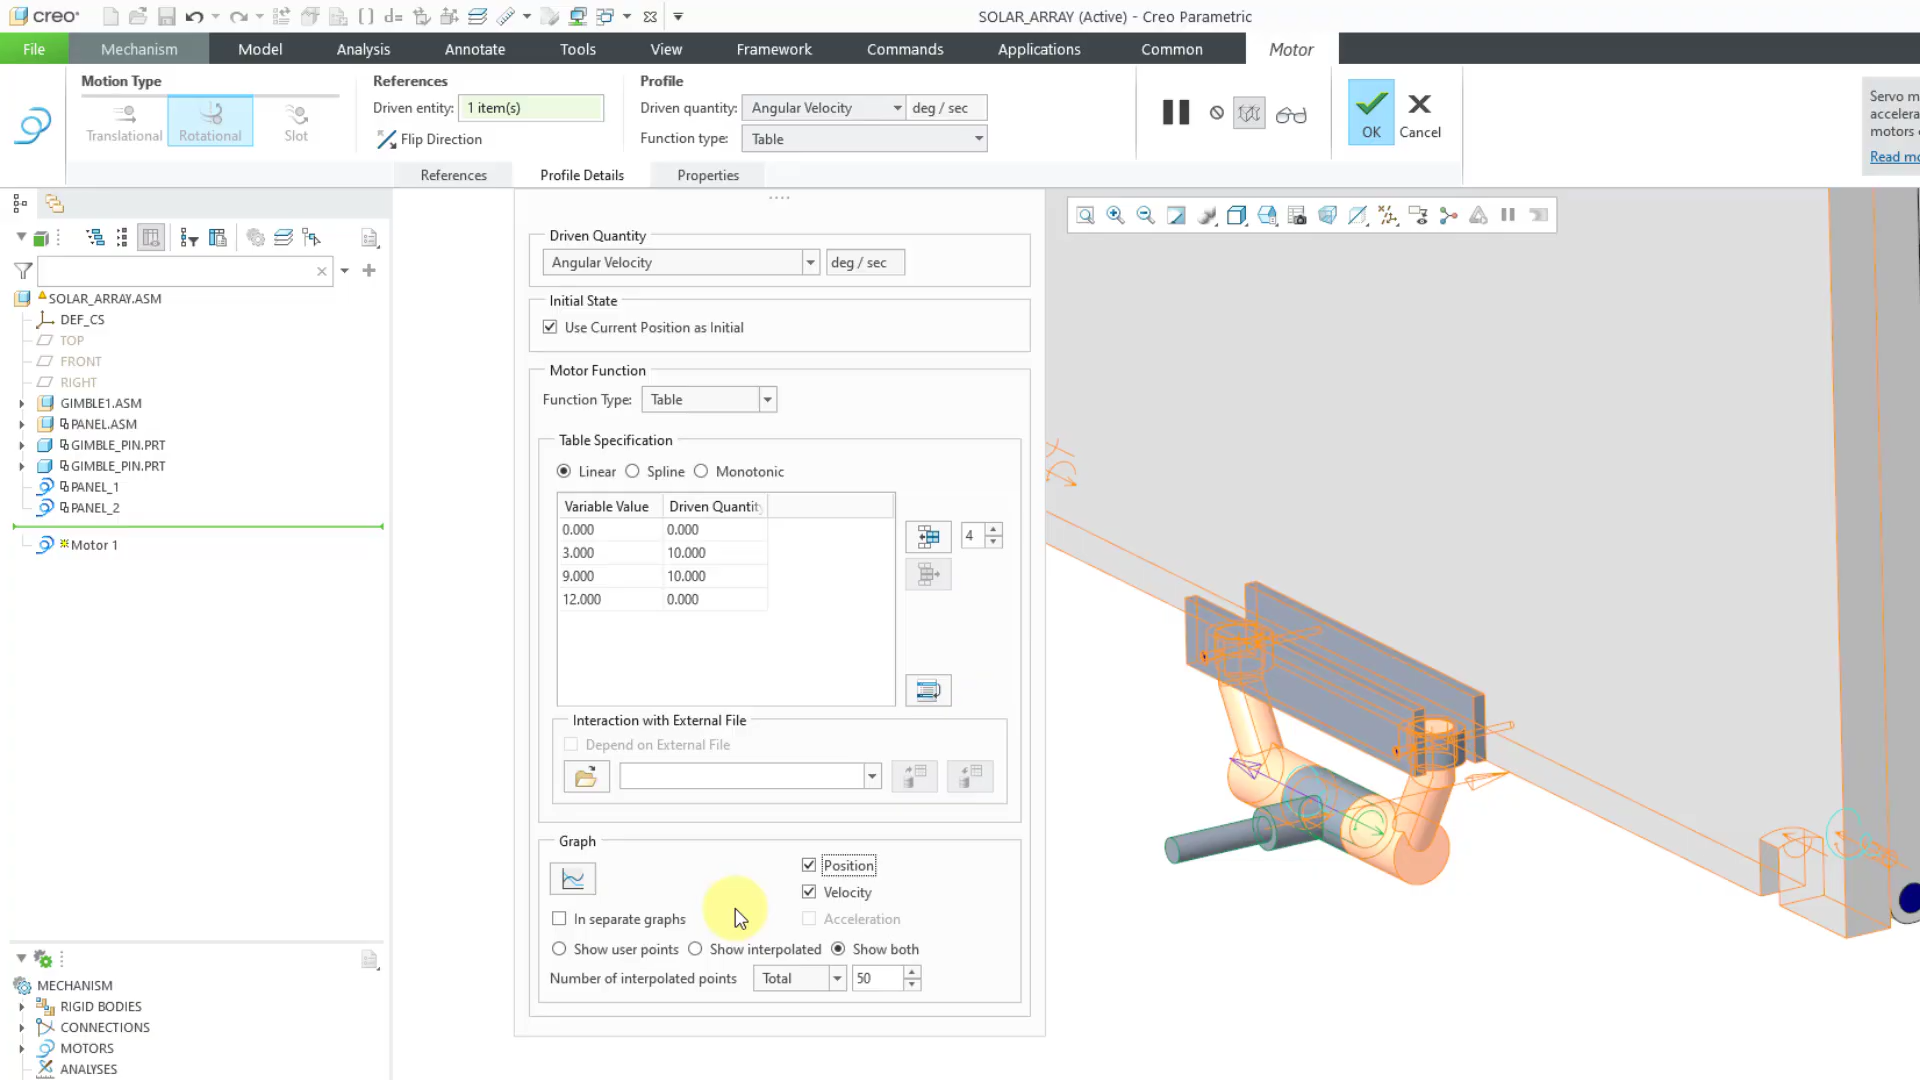 creo
SOLAR_ARRAY (Active) - Creo Parametric
File
Mechanism
Model
Analysis
Annotate
Tools
View
Framework
Commands
Applications
Common
Motor
Motion Type
Translational
Rotational
Slot
References
Driven entity: 1 item(s)
Flip Direction
Profile
Driven quantity: Angular Velocity deg / sec
Function type: Table
OK
Cancel
Servo m
accelera
motors
Read mo
References
Profile Details
Properties
SOLAR_ARRAY.ASM
DEF_CS
TOP
FRONT
RIGHT
GIMBLE1.ASM
PANEL.ASM
GIMBLE_PIN.PRT
GIMBLE_PIN.PRT
PANEL_1
PANEL_2
Motor 1
MECHANISM
RIGID BODIES
CONNECTIONS
MOTORS
ANALYSES
Driven Quantity
Angular Velocity deg / sec
Initial State
Use Current Position as Initial
Motor Function
Function Type: Table
Table Specification
Linear Spline Monotonic
Variable Value Driven Quantity
0.000 0.000
3.000 10.000
9.000 10.000
12.000 0.000
4
Interaction with External File
Depend on External File
Graph
Position
Velocity
In separate graphs Acceleration
Show user points Show interpolated Show both
Number of interpolated points Total 50